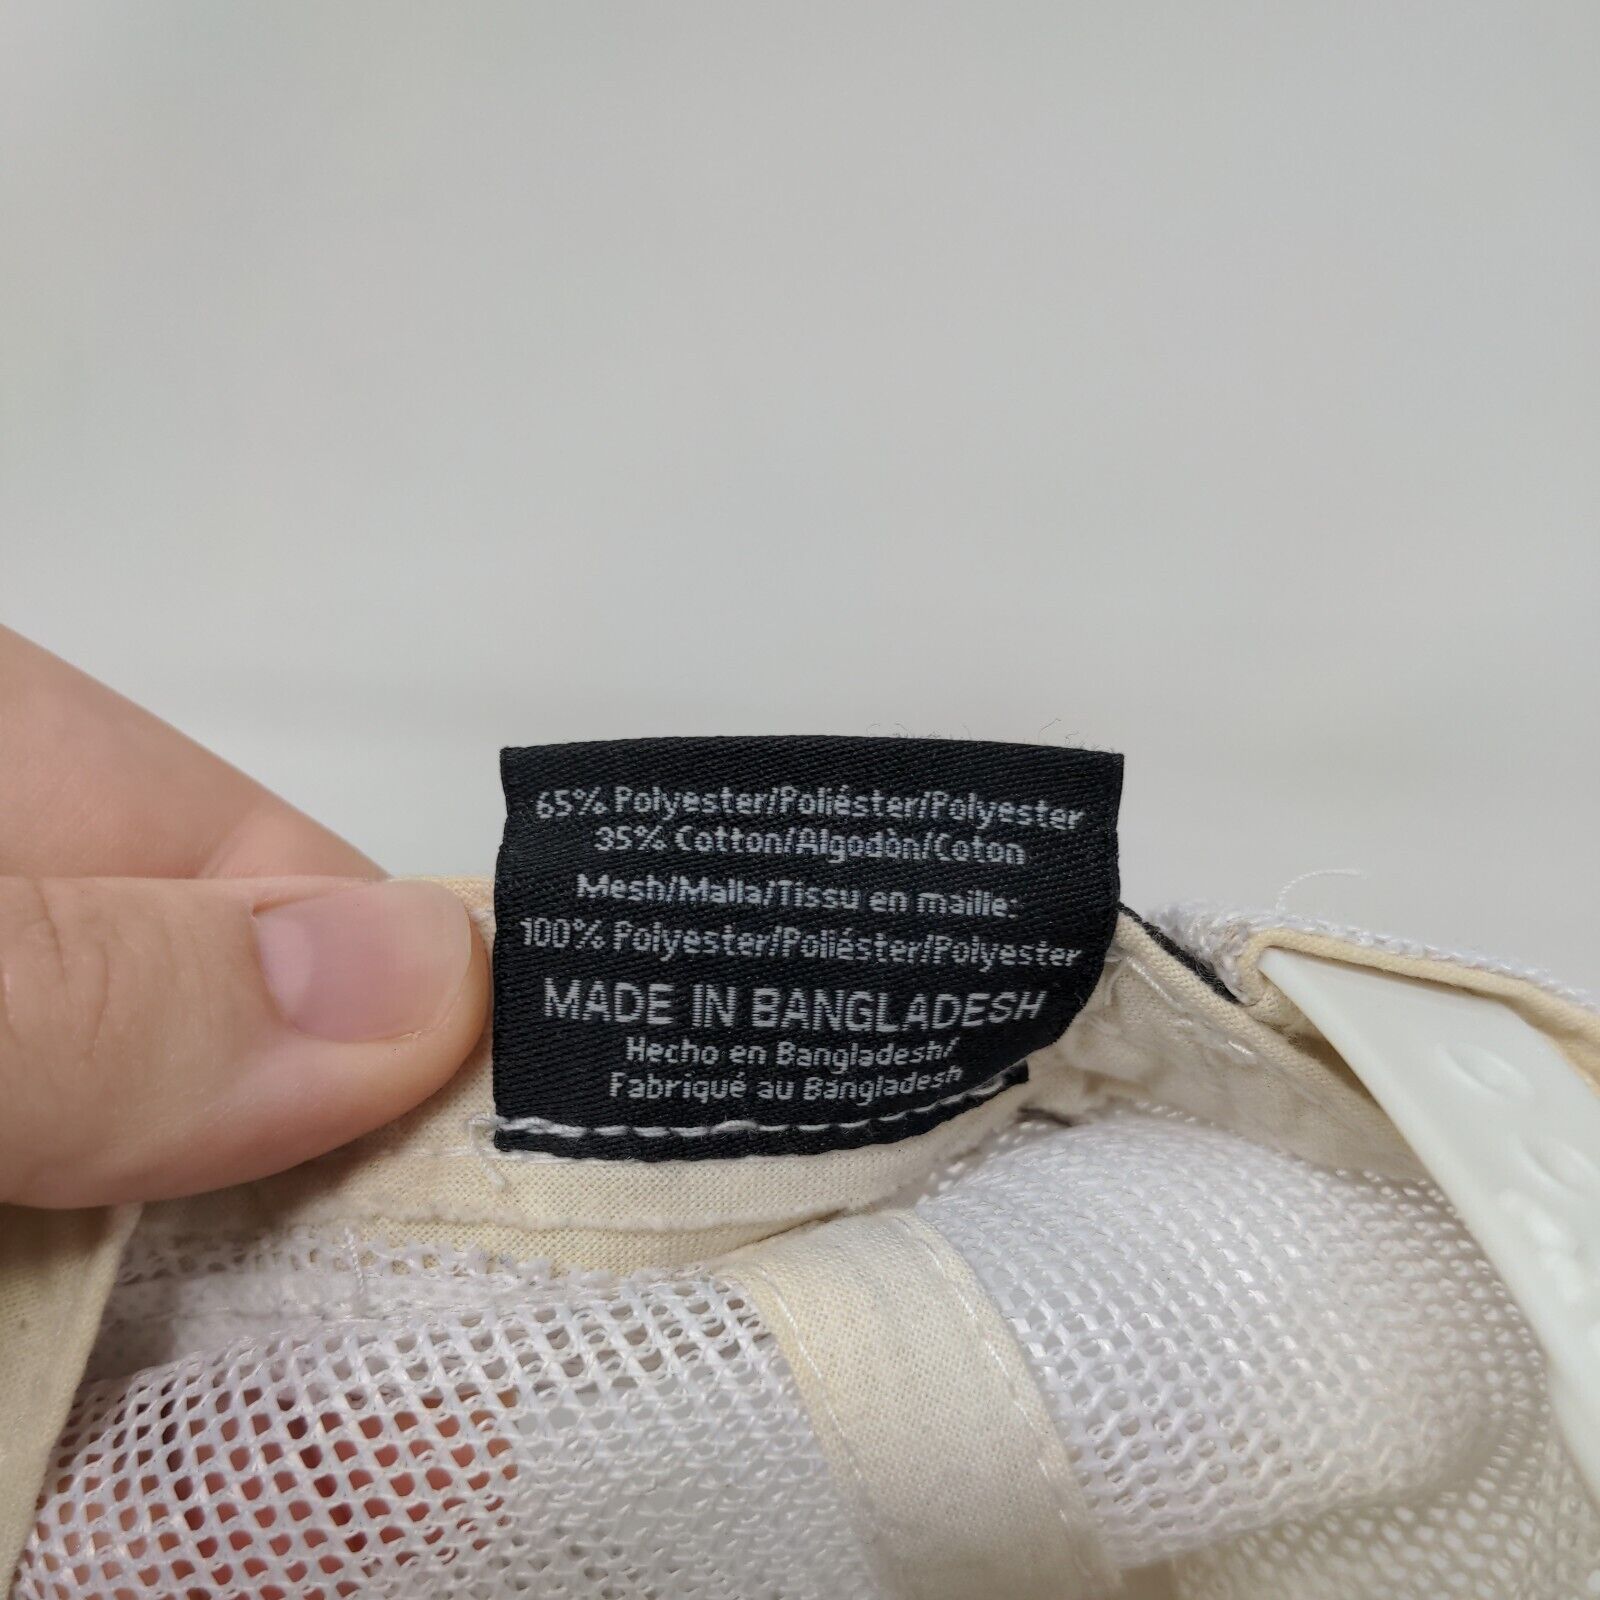 65% Polyester/Poliéster/Polyester
35% Cotton/Algodòn/Coton
Mesh/Malla/Tissu en maille:
100% Polyester/Poliéster/Polyester
MADE IN BANGLADESH
Hecho en Bangladesh/
Fabriqué au Bangladesh